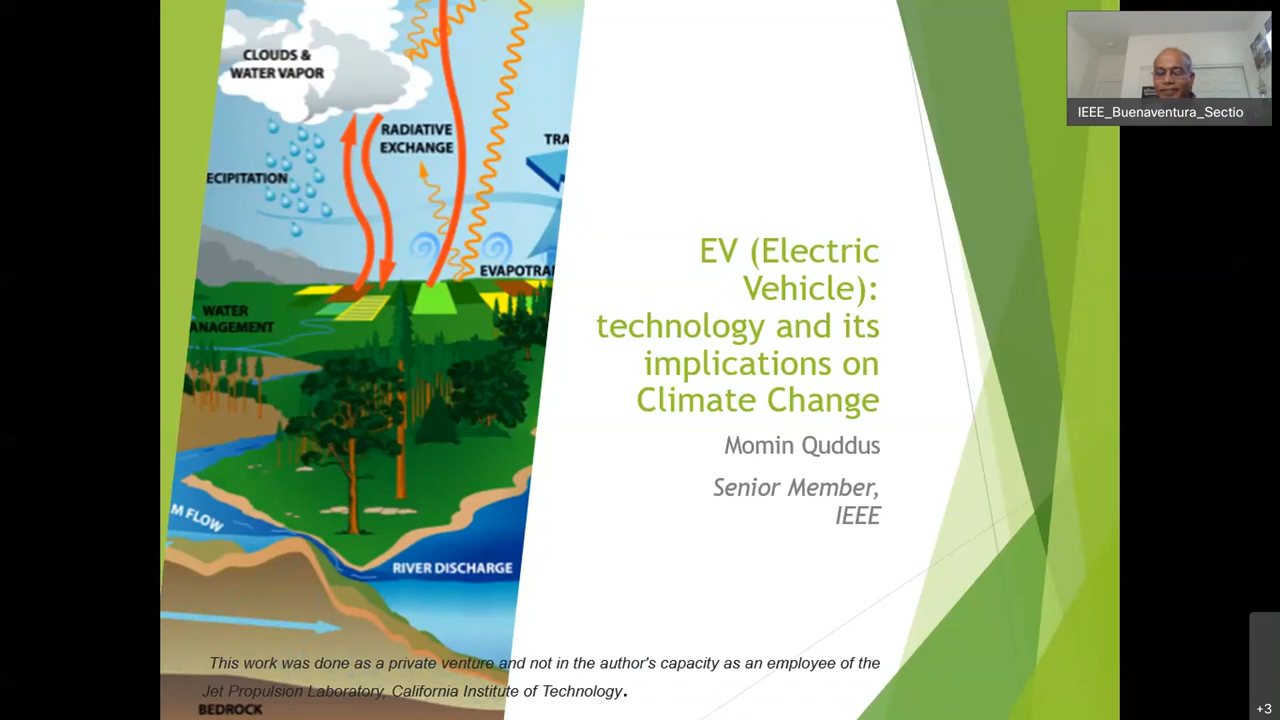 CLOUDS &
WATER VAPOR
RADIATIVE
EXCHANGE
TRA
ECIPITATION
EVAPOTRA
WATER
ANAGEMENT
M FLOW
RIVER DISCHARGE
BEDROCK
EV (Electric
Vehicle):
technology and its
implications on
Climate Change
Momin Quddus
Senior Member,
IEEE
This work was done as a private venture and not in the author's capacity as an employee of the
Jet Propulsion Laboratory, California Institute of Technology.
IEEE_Buenaventura_Sectio
+3